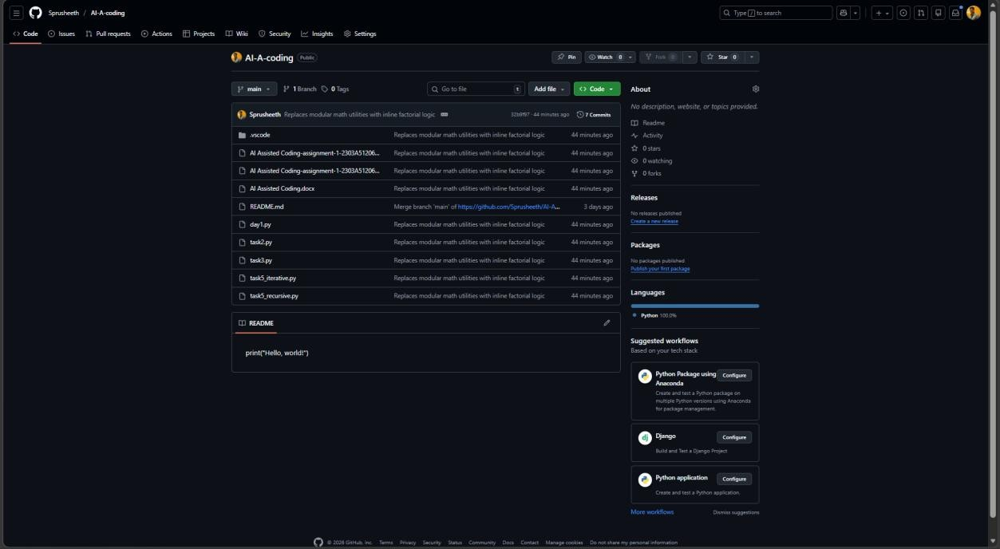 Sprusheeth / AI-A-coding
Type / to search
Code Issues Pull requests Actions Projects Wiki Security Insights Settings
AI-A-coding Public
Pin Watch 0 Fork 0 Star 0
main 1 Branch 0 Tags Go to file t Add file Code
Sprusheeth Replaces modular math utilities with inline factorial logic 32b9f97 · 44 minutes ago 7 Commits
.vscode Replaces modular math utilities with inline factorial logic 44 minutes ago
AI Assisted Coding-assignment-1-2303A51206... Replaces modular math utilities with inline factorial logic 44 minutes ago
AI Assisted Coding-assignment-1-2303A51206... Replaces modular math utilities with inline factorial logic 44 minutes ago
AI Assisted Coding.docx Replaces modular math utilities with inline factorial logic 44 minutes ago
README.md Merge branch 'main' of https://github.com/Sprusheeth/AI-A... 3 days ago
day1.py Replaces modular math utilities with inline factorial logic 44 minutes ago
task2.py Replaces modular math utilities with inline factorial logic 44 minutes ago
task3.py Replaces modular math utilities with inline factorial logic 44 minutes ago
task5_iterative.py Replaces modular math utilities with inline factorial logic 44 minutes ago
task5_recursive.py Replaces modular math utilities with inline factorial logic 44 minutes ago
README
print("Hello, world!")
About
No description, website, or topics provided.
Readme
Activity
0 stars
0 watching
0 forks
Releases
No releases published
Create a new release
Packages
No packages published
Publish your first package
Languages
Python 100.0%
Suggested workflows
Based on your tech stack
Python Package using Configure
Anaconda
Create and test a Python package on
multiple Python versions using Anaconda
for package management.
dj Django Configure
Build and Test a Django Project
Python application Configure
Create and test a Python application.
More workflows Dismiss suggestions
© 2026 GitHub, Inc. Terms Privacy Security Status Community Docs Contact Manage cookies Do not share my personal information